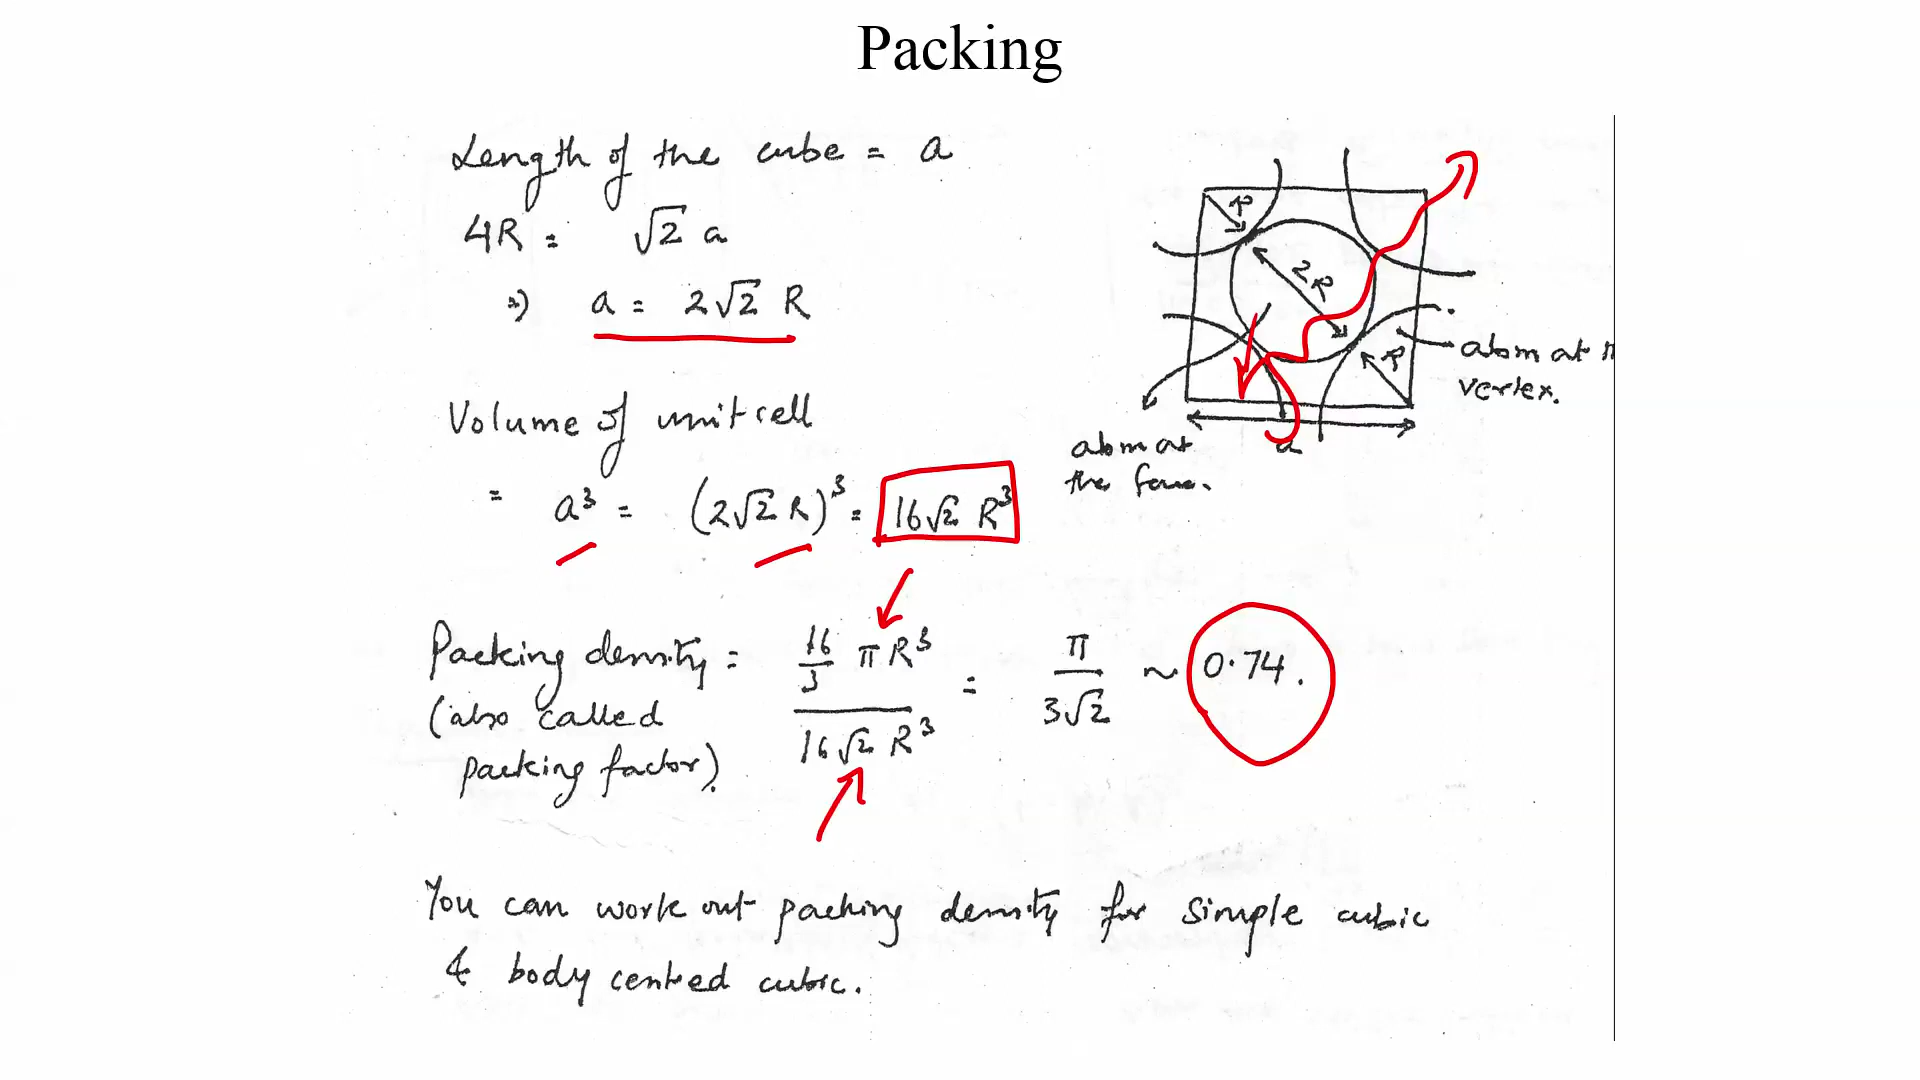 Packing
Length of the cube = a
4R = √2 a
⇒) a = 2√2 R
Volume of unit cell
= a³ = (2√2 R)³ = 16√2 R³
Packing density = 16/3 π R³ / 16√2 R³ = π / 3√2 ~ 0.74.
(also called
packing factor).
You can work out packing density for simple cubic
& body centred cubic.
R
2R
R
atom at
vertex.
a
atom at
the face.